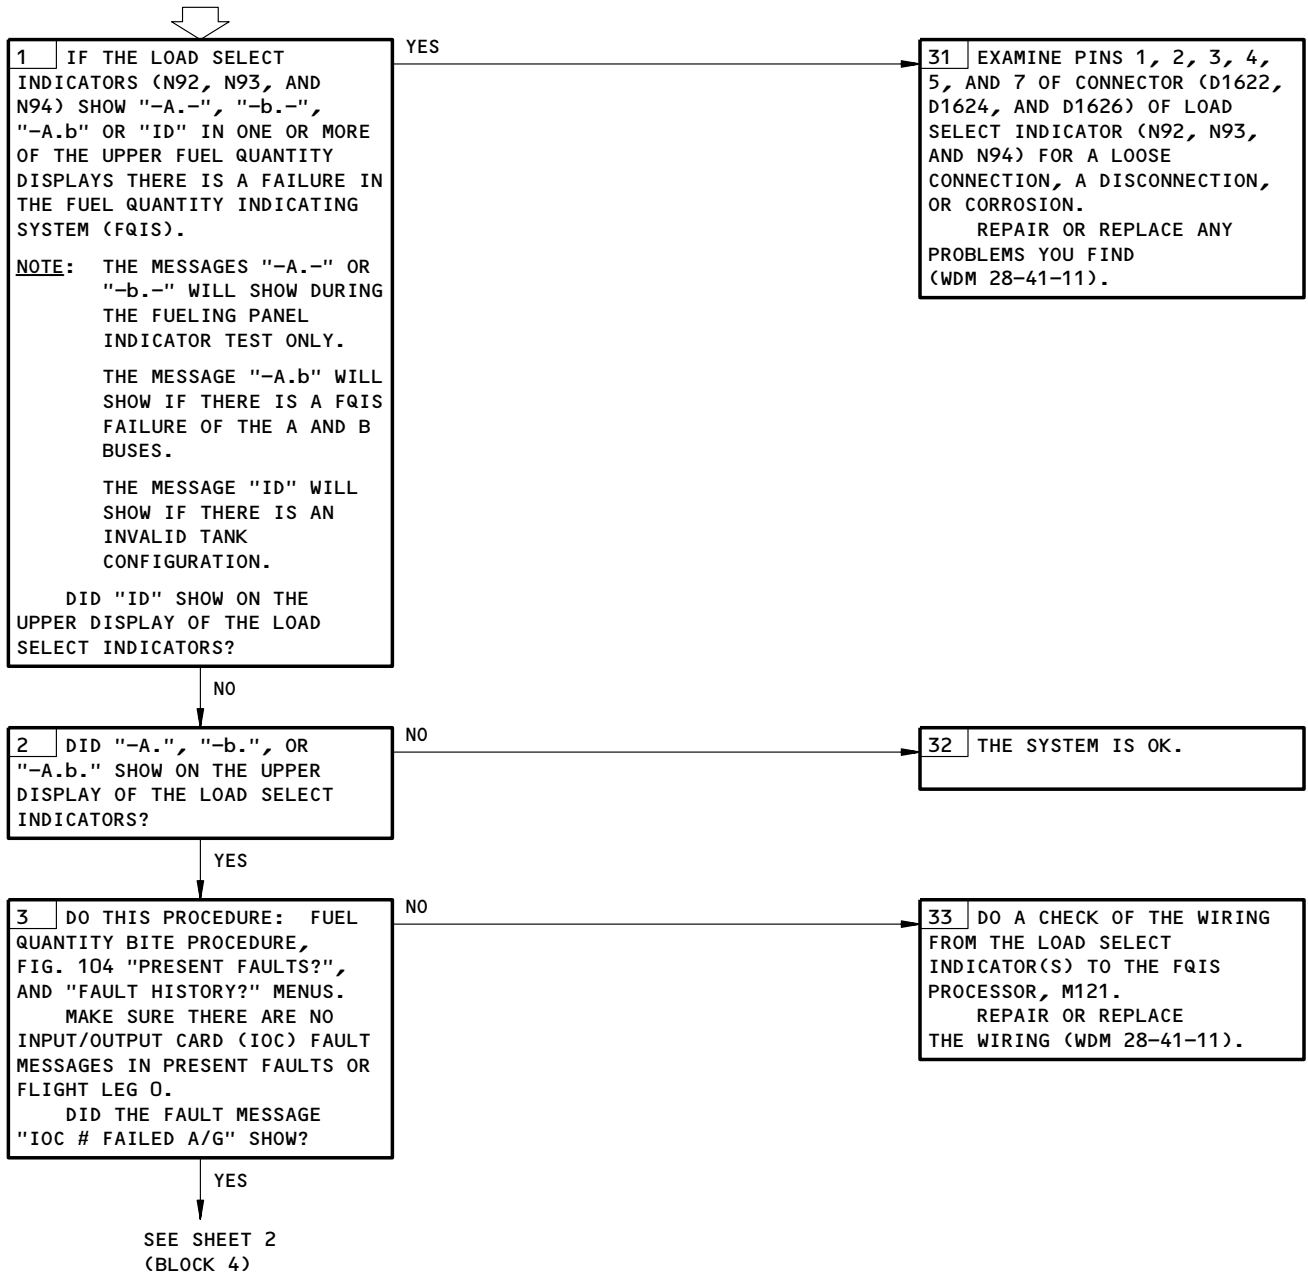 1 IF THE LOAD SELECT
INDICATORS (N92, N93, AND
N94) SHOW "-A.-", "-b.-",
"-A.b" OR "ID" IN ONE OR MORE
OF THE UPPER FUEL QUANTITY
DISPLAYS THERE IS A FAILURE IN
THE FUEL QUANTITY INDICATING
SYSTEM (FQIS).
NOTE: THE MESSAGES "-A.-" OR
"-b.-" WILL SHOW DURING
THE FUELING PANEL
INDICATOR TEST ONLY.
THE MESSAGE "-A.b" WILL
SHOW IF THERE IS A FQIS
FAILURE OF THE A AND B
BUSES.
THE MESSAGE "ID" WILL
SHOW IF THERE IS AN
INVALID TANK
CONFIGURATION.
DID "ID" SHOW ON THE
UPPER DISPLAY OF THE LOAD
SELECT INDICATORS?
YES
31 EXAMINE PINS 1, 2, 3, 4,
5, AND 7 OF CONNECTOR (D1622,
D1624, AND D1626) OF LOAD
SELECT INDICATOR (N92, N93,
AND N94) FOR A LOOSE
CONNECTION, A DISCONNECTION,
OR CORROSION.
REPAIR OR REPLACE ANY
PROBLEMS YOU FIND
(WDM 28-41-11).
NO
2 DID "-A.", "-b.", OR
"-A.b." SHOW ON THE UPPER
DISPLAY OF THE LOAD SELECT
INDICATORS?
NO
32 THE SYSTEM IS OK.
YES
3 DO THIS PROCEDURE: FUEL
QUANTITY BITE PROCEDURE,
FIG. 104 "PRESENT FAULTS?",
AND "FAULT HISTORY?" MENUS.
MAKE SURE THERE ARE NO
INPUT/OUTPUT CARD (IOC) FAULT
MESSAGES IN PRESENT FAULTS OR
FLIGHT LEG 0.
DID THE FAULT MESSAGE
"IOC # FAILED A/G" SHOW?
NO
33 DO A CHECK OF THE WIRING
FROM THE LOAD SELECT
INDICATOR(S) TO THE FQIS
PROCESSOR, M121.
REPAIR OR REPLACE
THE WIRING (WDM 28-41-11).
YES
SEE SHEET 2
(BLOCK 4)